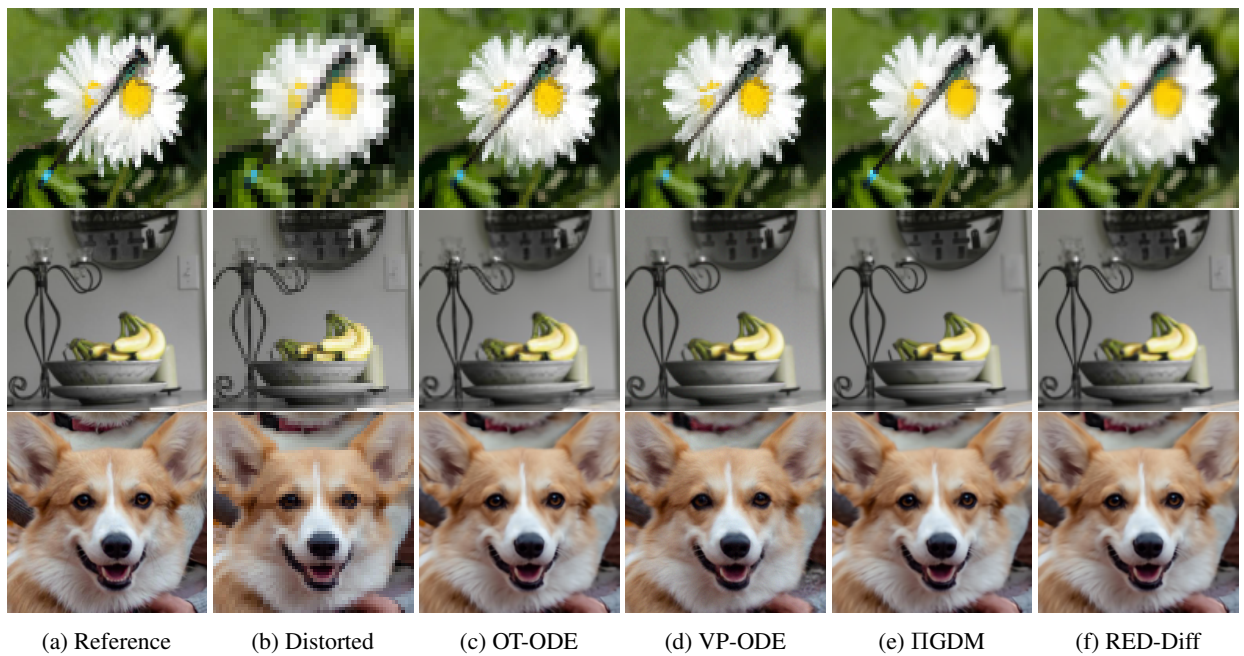 (a) Reference
(b) Distorted
(c) OT-ODE
(d) VP-ODE
(e) ΠGDM
(f) RED-Diff